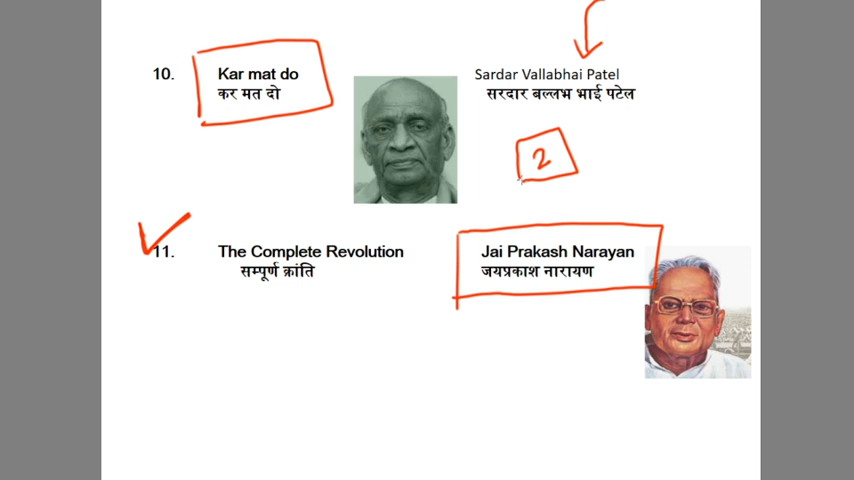 10. Kar mat do
कर मत दो
Sardar Vallabhai Patel
सरदार बल्लभ भाई पटेल
2
11. The Complete Revolution
सम्पूर्ण क्रांति
Jai Prakash Narayan
जयप्रकाश नारायण